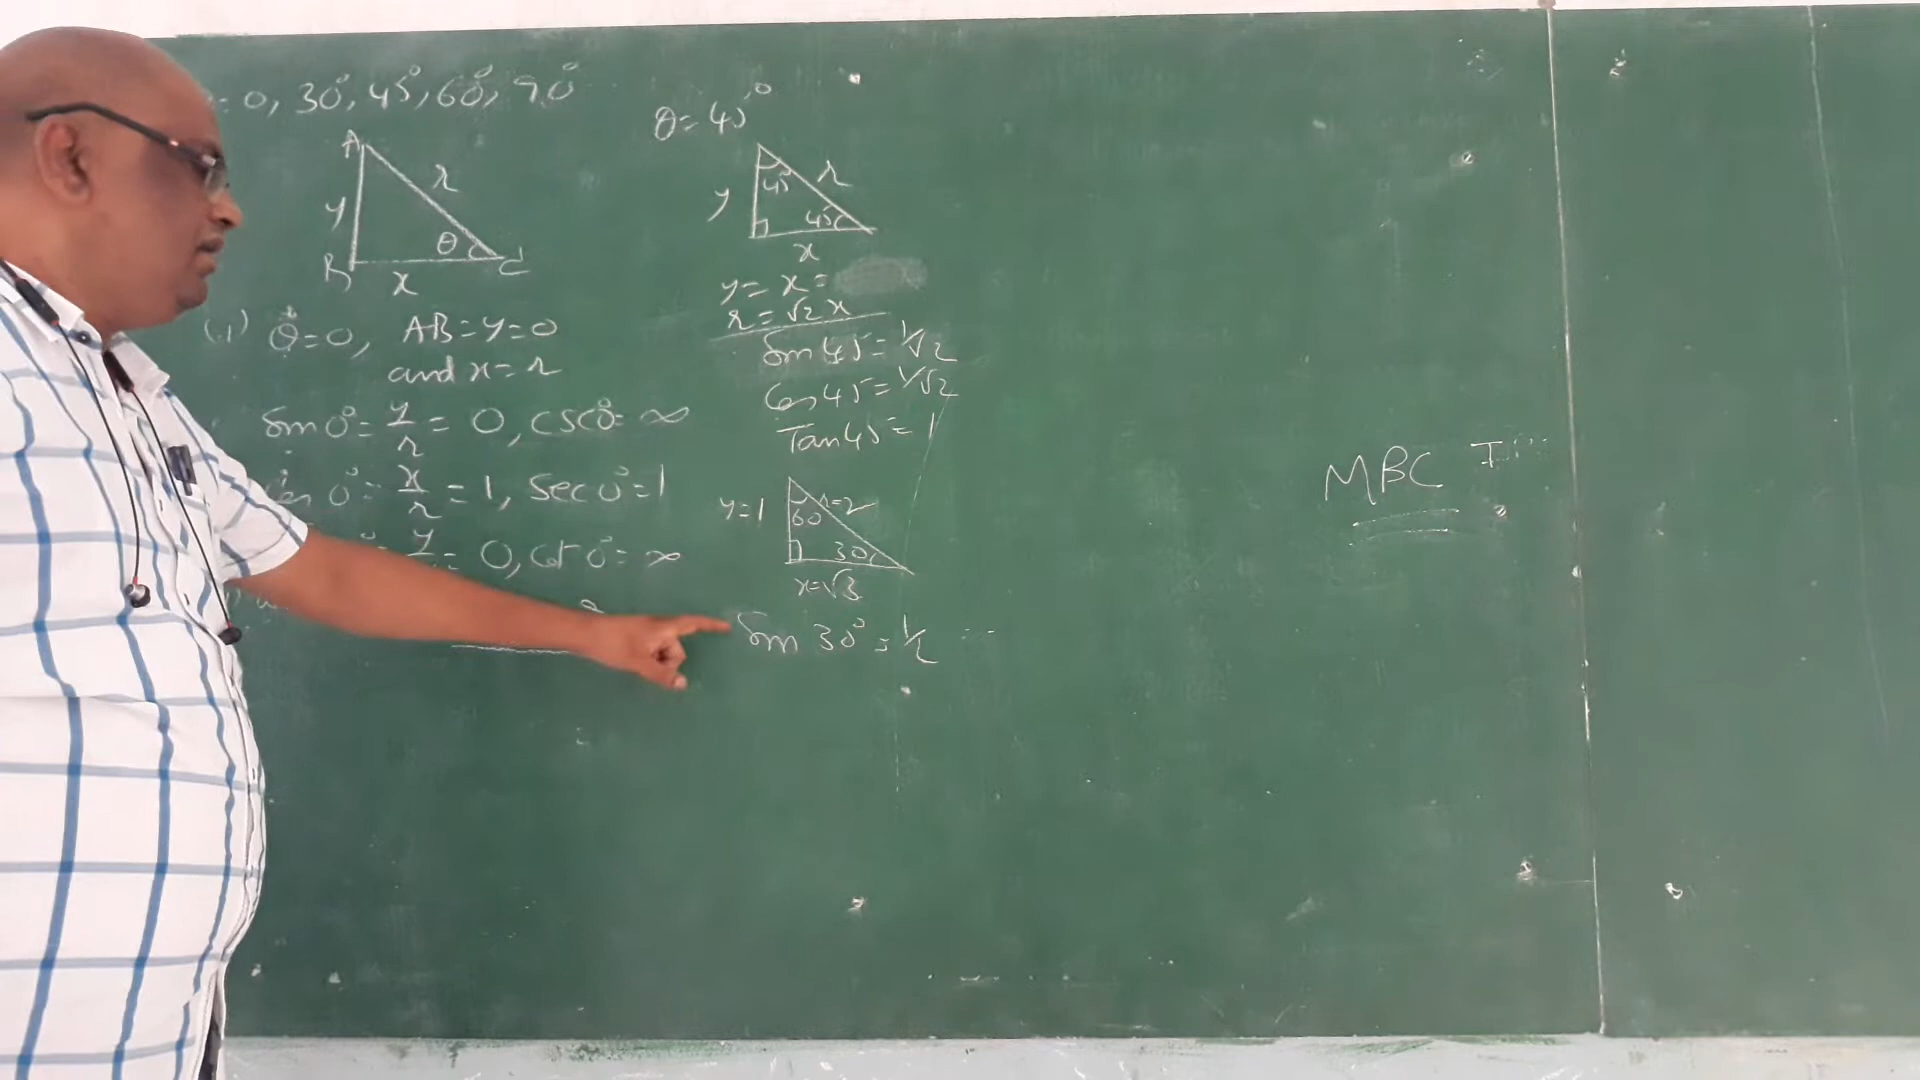 = 0, 30°, 45°, 60°, 90°
A
y
r
θ
B
x
C
(1) θ = 0, AB = y = 0
and x = r
Sin 0° = y/r = 0, csc 0° = ∞
Cos 0° = x/r = 1, Sec 0° = 1
y = 0, Cot 0° = ∞
θ = 45°
45
y
r
45
x
y = x =
r = √2 x
Sin 45 = 1/√2
Cos 45 = 1/√2
Tan 45 = 1
y = 1
60
r = 2
30
x = √3
Sin 30° = 1/2
MBC